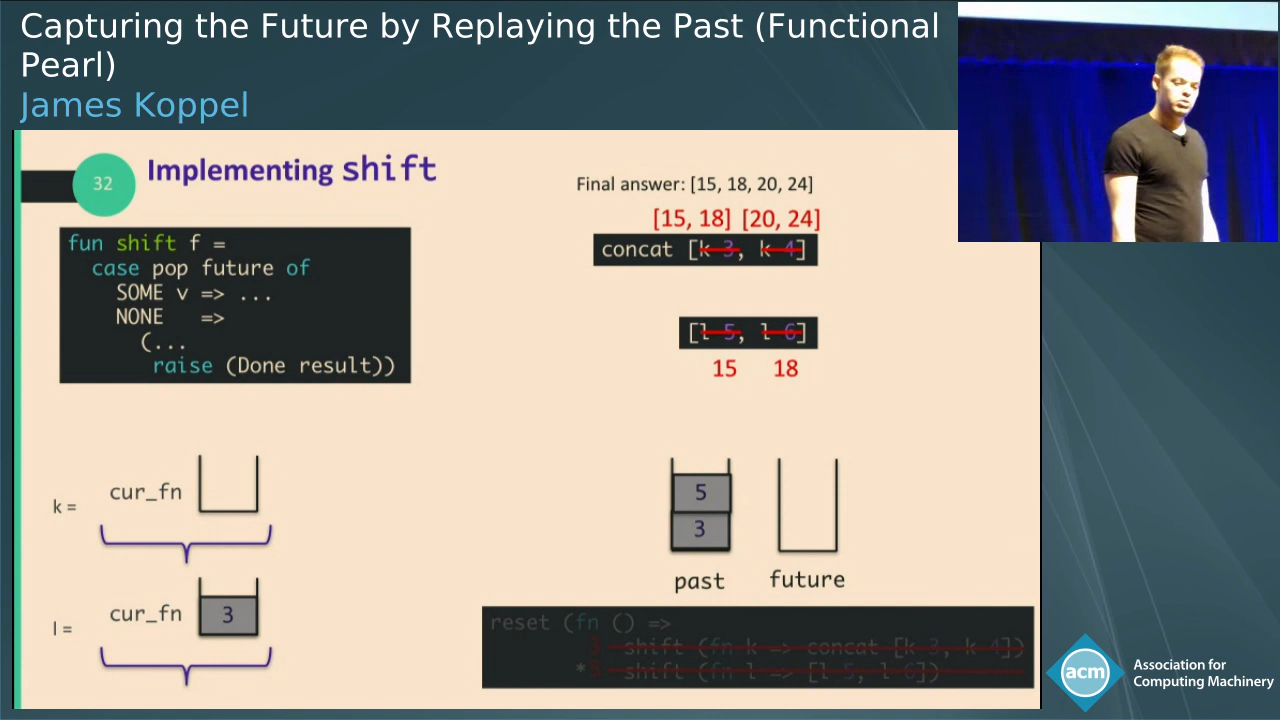 Capturing the Future by Replaying the Past (Functional
Pearl)
James Koppel
32
Implementing shift
fun shift f =
case pop future of
SOME v => ...
NONE =>
(...
raise (Done result))
Final answer: [15, 18, 20, 24]
[15, 18] [20, 24]
concat [k 3, k 4]
[l 5, l 6]
15 18
k =
cur_fn
l =
cur_fn
3
5
3
past future
reset (fn () =>
3 shift (fn k => concat [k 3, k 4])
* 5 shift (fn l => [l 5, l 6])
acm
Association for
Computing Machinery